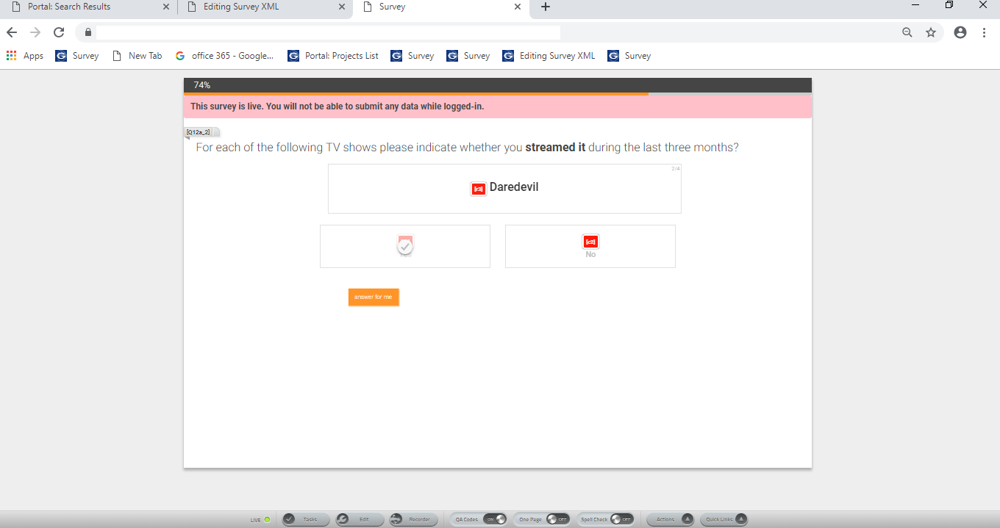 Portal: Search Results
Editing Survey XML
Survey
Apps Survey New Tab office 365 - Google... Portal: Projects List Survey Survey Editing Survey XML Survey
74%
This survey is live. You will not be able to submit any data while logged-in.
[Q12a_2]
For each of the following TV shows please indicate whether you streamed it during the last three months?
2/4
[r3] Daredevil
[c2]
No
answer for me
LIVE Tasks Edit Recorder QA Codes ON One Page OFF Spell Check OFF Actions Quick Links